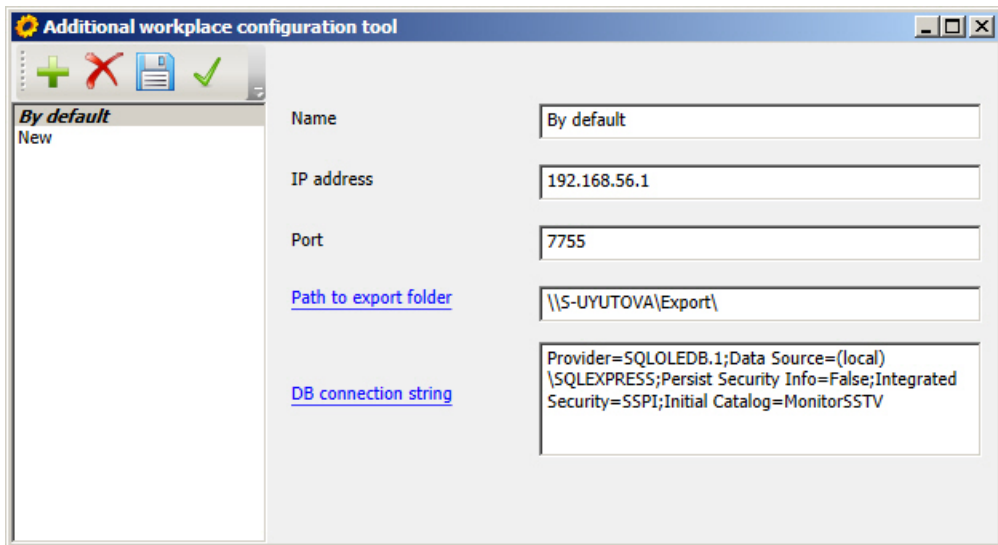 Additional workplace configuration tool
By default
New
Name
By default
IP address
192.168.56.1
Port
7755
Path to export folder
\\S-UYUTOVA\Export\
DB connection string
Provider=SQLOLEDB.1;Data Source=(local)
\SQLEXPRESS;Persist Security Info=False;Integrated
Security=SSPI;Initial Catalog=MonitorSSTV